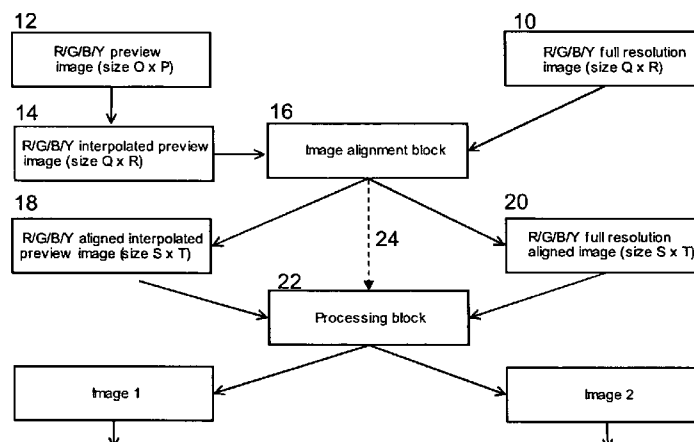 12
R/G/B/Y preview
image (size O x P)
10
R/G/B/Y full resolution
image (size Q x R)
14
R/G/B/Y interpolated preview
image (size Q x R)
16
Image alignment block
18
R/G/B/Y aligned interpolated
preview image (size S x T)
24
20
R/G/B/Y full resolution
aligned image (size S x T)
22
Processing block
Image 1
Image 2